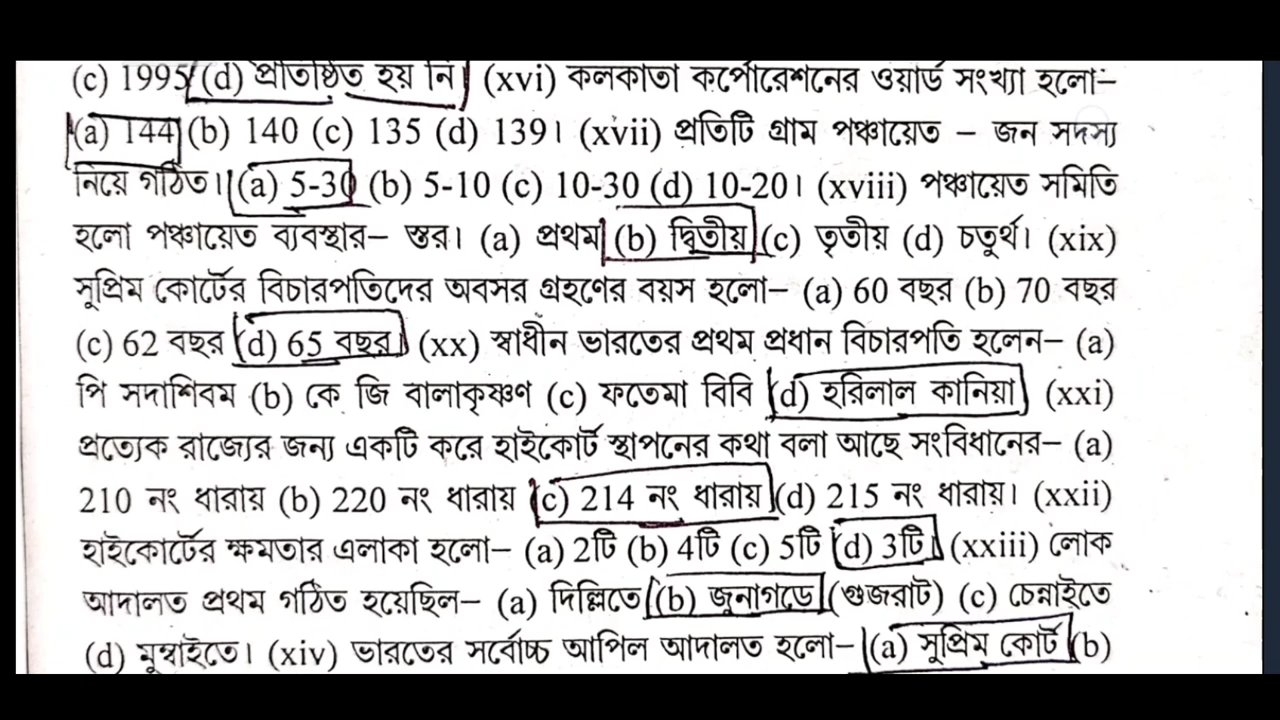 (c) 1995 (d) প্রতিষ্ঠিত হয় নি (xvi) কলকাতা কর্পোরেশনের ওয়ার্ড সংখ্যা হলো–
(a) 144 (b) 140 (c) 135 (d) 139। (xvii) প্রতিটি গ্রাম পঞ্চায়েত – জন সদস্য
নিয়ে গঠিত। (a) 5-30 (b) 5-10 (c) 10-30 (d) 10-20। (xviii) পঞ্চায়েত সমিতি
হলো পঞ্চায়েত ব্যবস্থার– স্তর। (a) প্রথম (b) দ্বিতীয় (c) তৃতীয় (d) চতুর্থ। (xix)
সুপ্রিম কোর্টের বিচারপতিদের অবসর গ্রহণের বয়স হলো– (a) 60 বছর (b) 70 বছর
(c) 62 বছর (d) 65 বছর। (xx) স্বাধীন ভারতের প্রথম প্রধান বিচারপতি হলেন– (a)
পি সদাশিবম (b) কে জি বালাকৃষ্ণণ (c) ফতেমা বিবি (d) হরিলাল কানিয়া (xxi)
প্রত্যেক রাজ্যের জন্য একটি করে হাইকোর্ট স্থাপনের কথা বলা আছে সংবিধানের– (a)
210 নং ধারায় (b) 220 নং ধারায় (c) 214 নং ধারায় (d) 215 নং ধারায়। (xxii)
হাইকোর্টের ক্ষমতার এলাকা হলো– (a) 2টি (b) 4টি (c) 5টি (d) 3টি। (xxiii) লোক
আদালত প্রথম গঠিত হয়েছিল– (a) দিল্লিতে (b) জুনাগড়ে (গুজরাট) (c) চেন্নাইতে
(d) মুম্বাইতে। (xiv) ভারতের সর্বোচ্চ আপিল আদালত হলো– (a) সুপ্রিম কোর্ট (b)